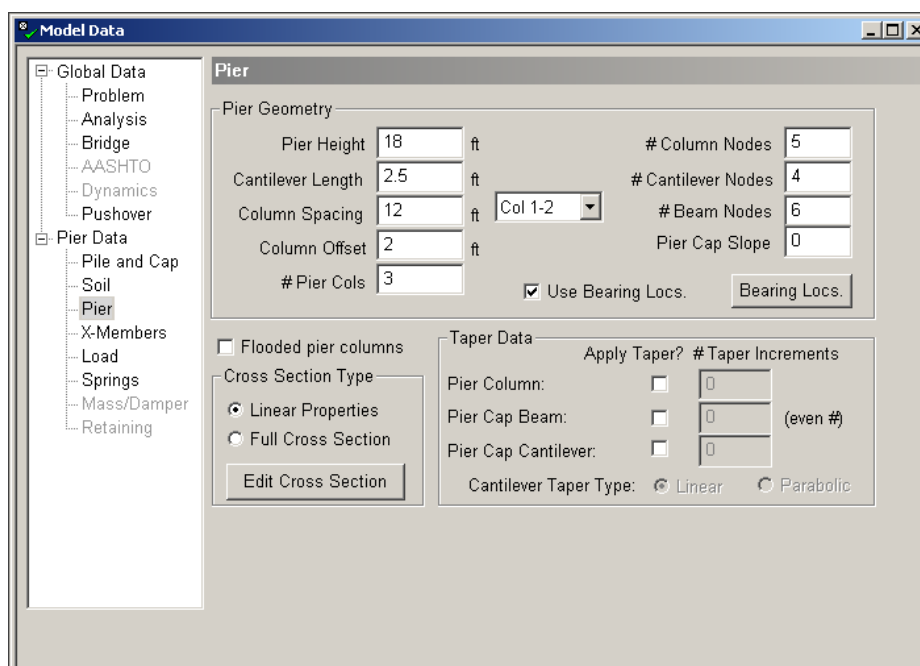 Model Data
Global Data
Problem
Analysis
Bridge
AASHTO
Dynamics
Pushover
Pier Data
Pile and Cap
Soil
Pier
X-Members
Load
Springs
Mass/Damper
Retaining
Pier
Pier Geometry
Pier Height 18 ft
Cantilever Length 2.5 ft
Column Spacing 12 ft Col 1-2
Column Offset 2 ft
# Pier Cols 3
# Column Nodes 5
# Cantilever Nodes 4
# Beam Nodes 6
Pier Cap Slope 0
Use Bearing Locs. Bearing Locs.
Flooded pier columns
Cross Section Type
Linear Properties
Full Cross Section
Edit Cross Section
Taper Data
Apply Taper? # Taper Increments
Pier Column: 0
Pier Cap Beam: 0 (even #)
Pier Cap Cantilever: 0
Cantilever Taper Type: Linear Parabolic